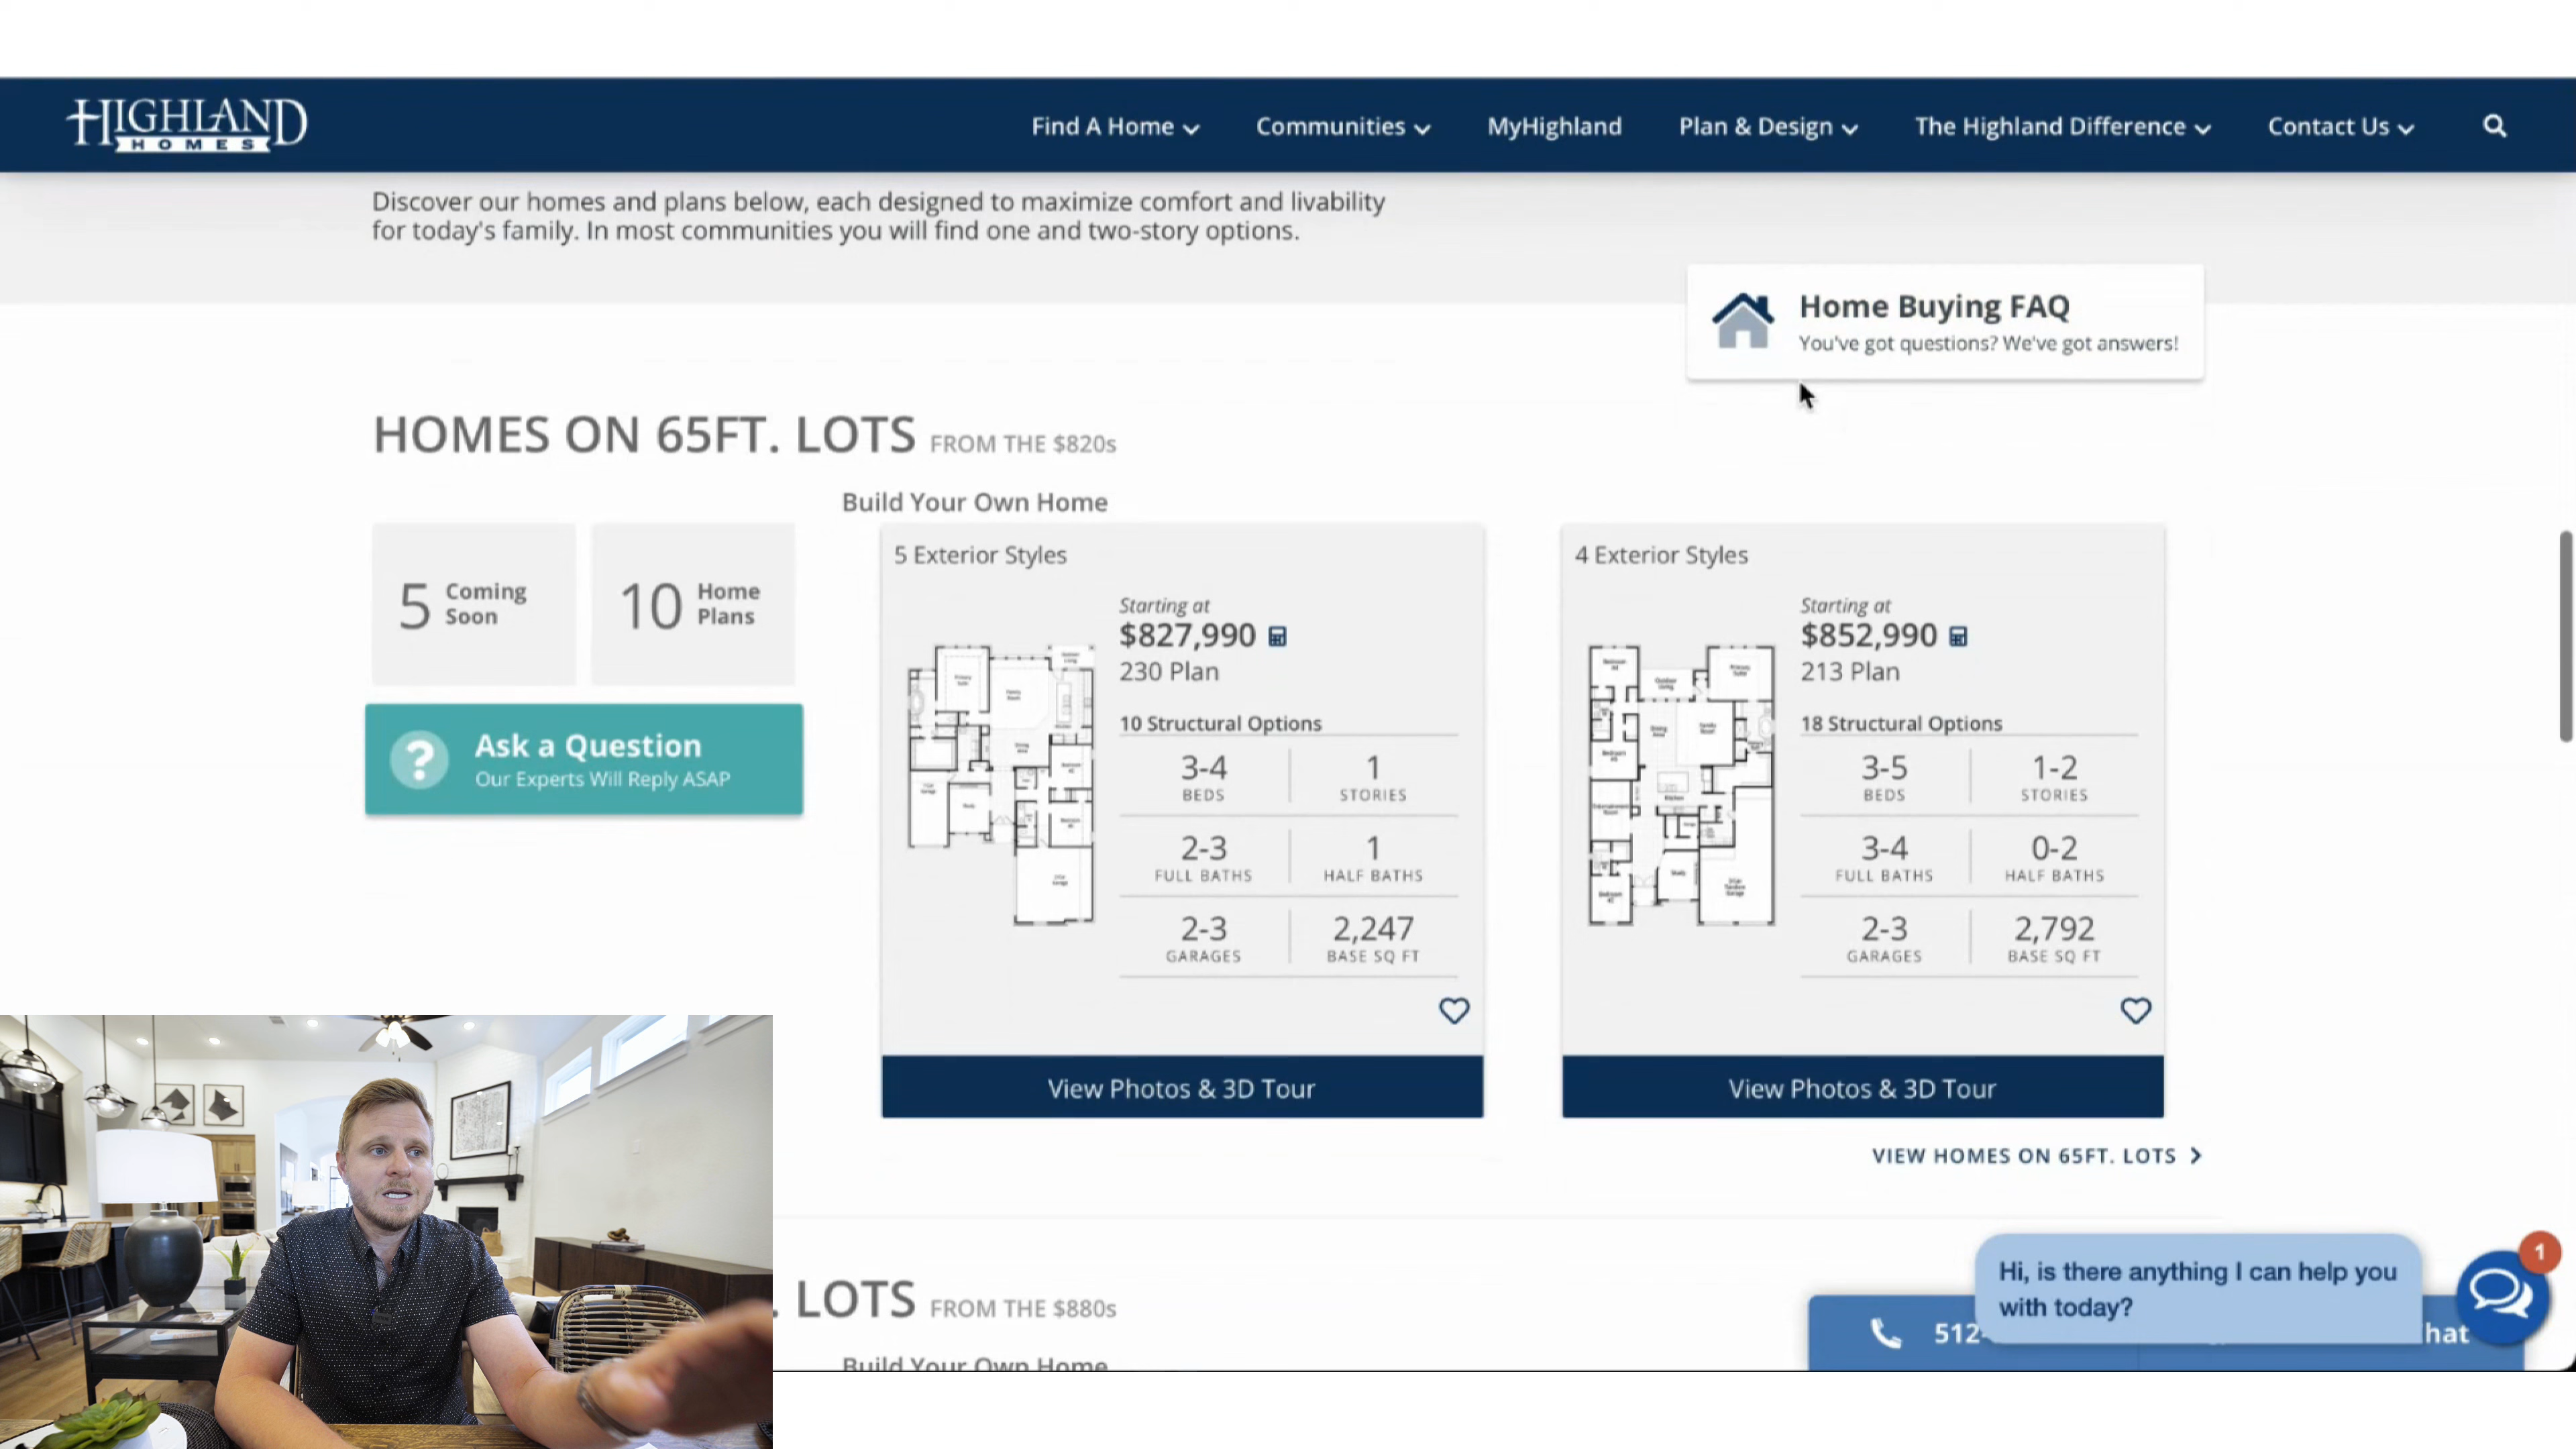 HIGHLAND
HOMES
Find A Home
Communities
MyHighland
Plan & Design
The Highland Difference
Contact Us
Discover our homes and plans below, each designed to maximize comfort and livability
for today's family. In most communities you will find one and two-story options.
Home Buying FAQ
You've got questions? We've got answers!
HOMES ON 65FT. LOTS FROM THE $820s
5 Coming
Soon
10 Home
Plans
Ask a Question
Our Experts Will Reply ASAP
Build Your Own Home
5 Exterior Styles
Starting at
$827,990
230 Plan
10 Structural Options
3-4
BEDS
1
STORIES
2-3
FULL BATHS
1
HALF BATHS
2-3
GARAGES
2,247
BASE SQ FT
View Photos & 3D Tour
4 Exterior Styles
Starting at
$852,990
213 Plan
18 Structural Options
3-5
BEDS
1-2
STORIES
3-4
FULL BATHS
0-2
HALF BATHS
2-3
GARAGES
2,792
BASE SQ FT
View Photos & 3D Tour
VIEW HOMES ON 65FT. LOTS
. LOTS FROM THE $880s
Build Your Own Home
Hi, is there anything I can help you
with today?
1
512-
hat